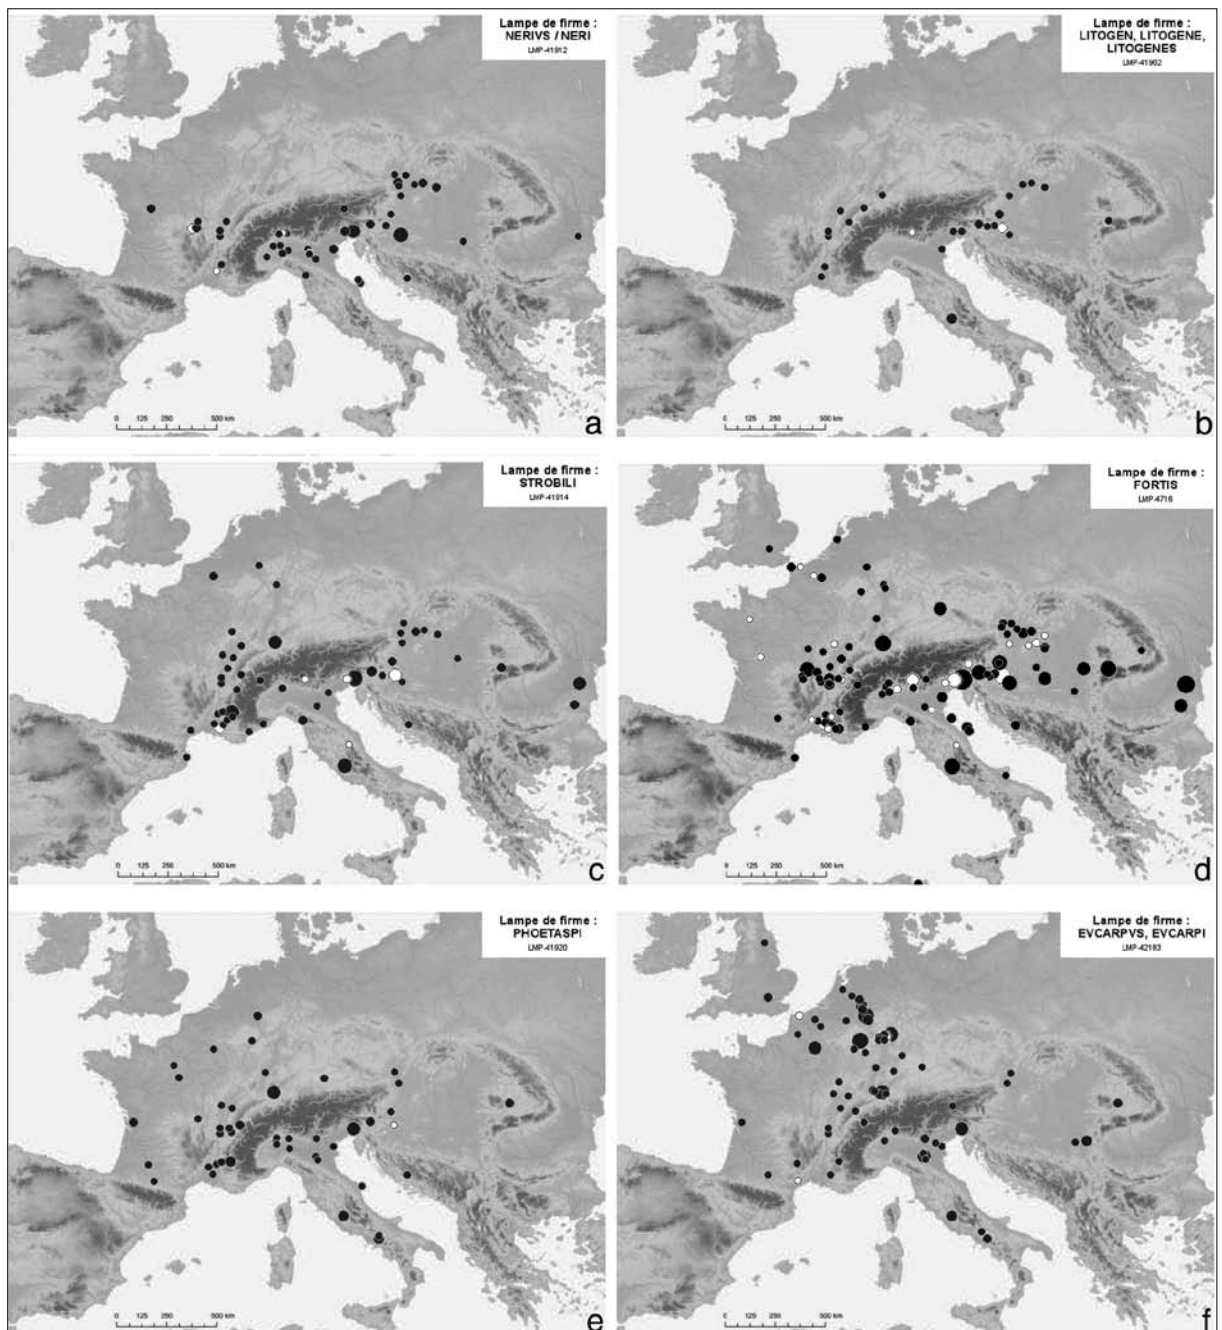 Lampe de firme :
NERIVS / NERI
LMP-41912
0 125 250 500 km
a
Lampe de firme :
LITOGEN, LITOGENE,
LITOGENES
LMP-41902
0 125 250 500 km
b
Lampe de firme :
STROBILI
LMP-41914
0 125 250 500 km
c
Lampe de firme :
FORTIS
LMP-4716
0 125 250 500 km
d
Lampe de firme :
PHOETASPI
LMP-41920
0 125 250 500 km
e
Lampe de firme :
EVCARPVS, EVCARPI
LMP-42183
0 125 250 500 km
f